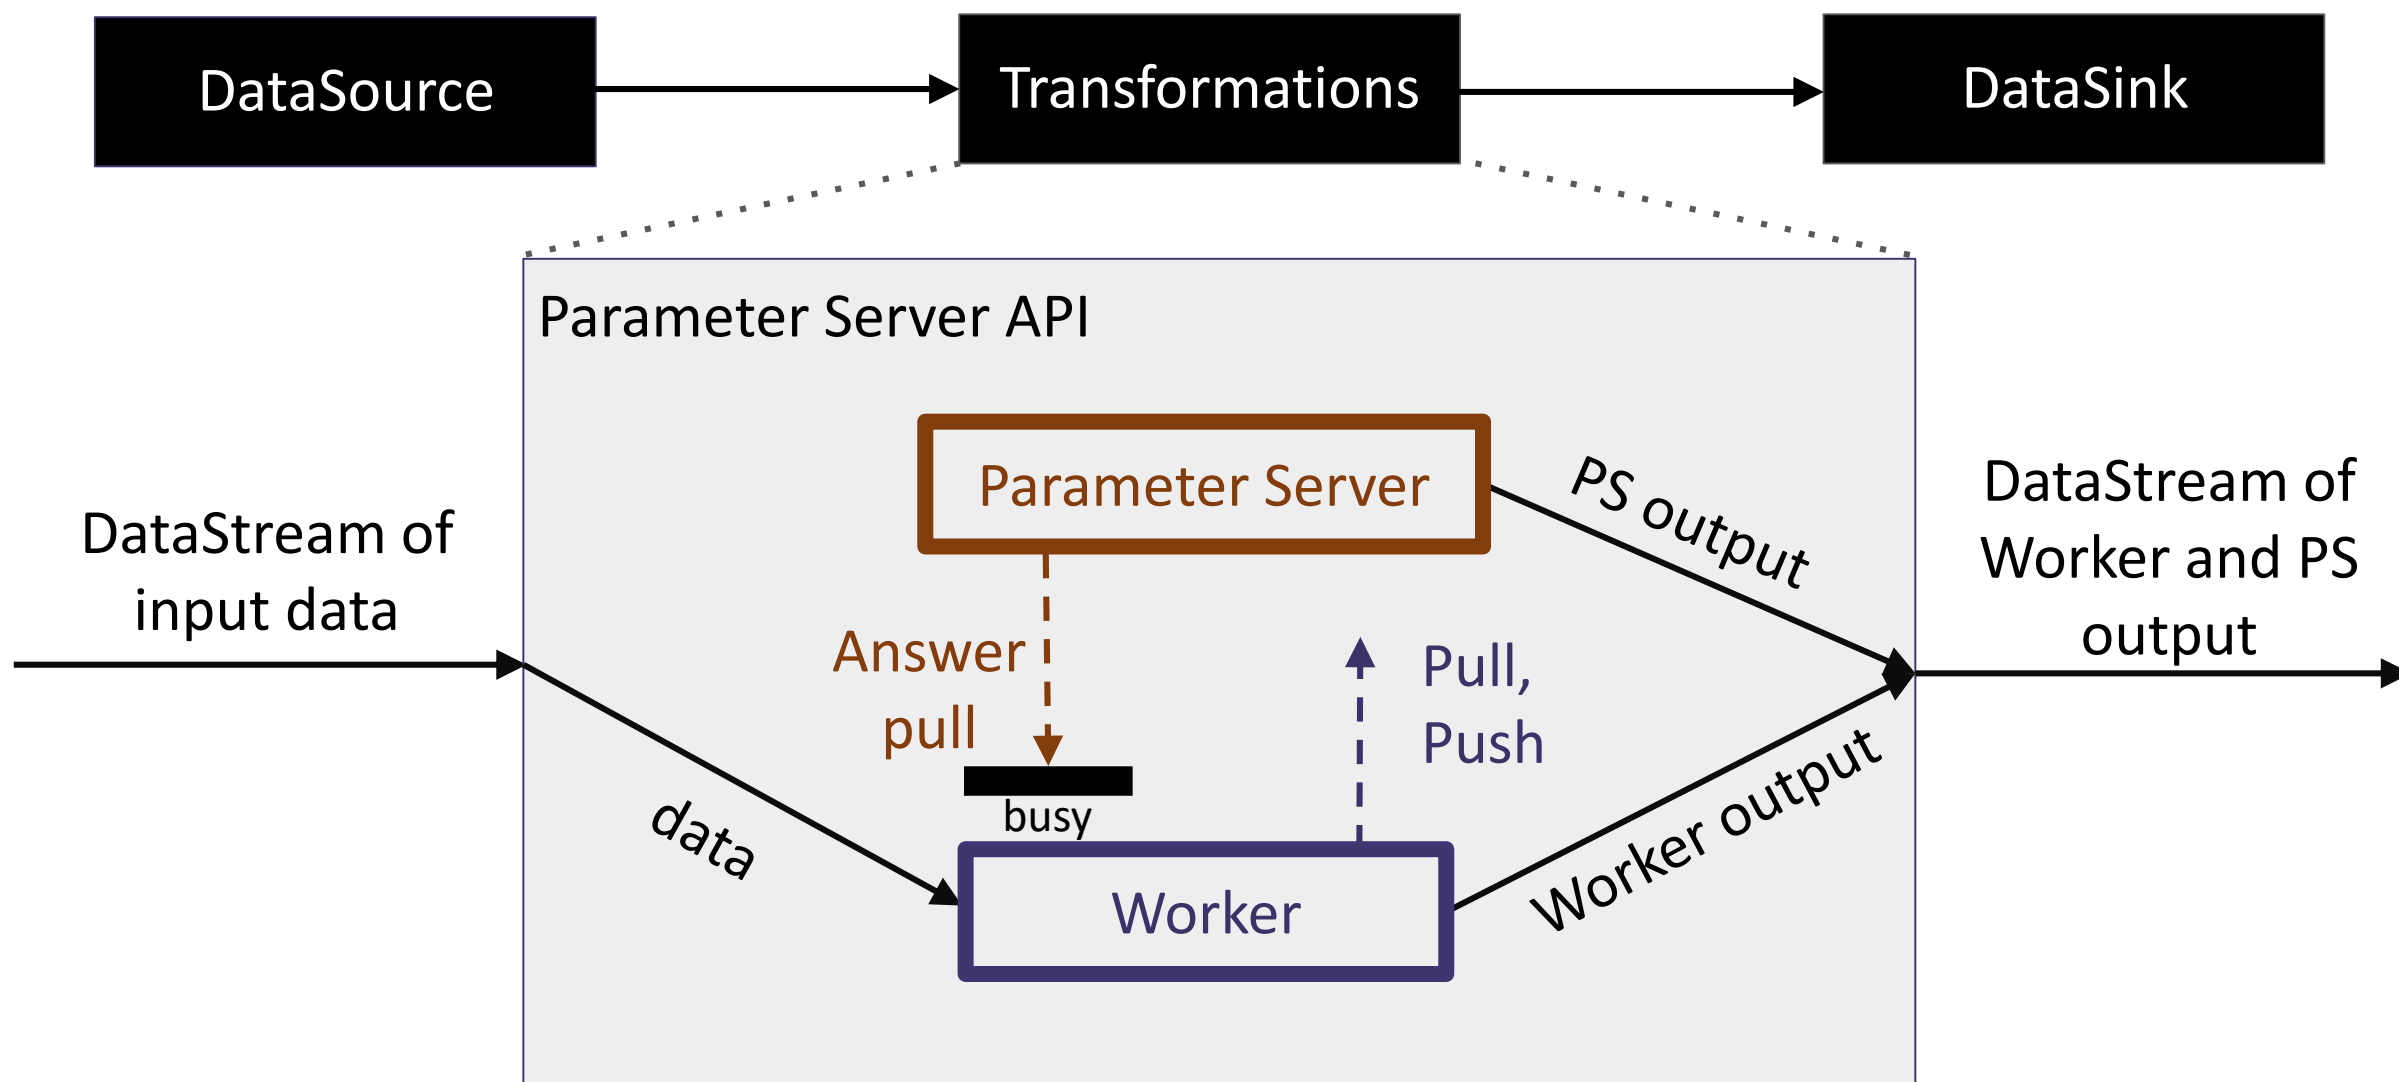 DataSource
Transformations
DataSink
Parameter Server API
Parameter Server
PS output
DataStream of
input data
DataStream of
Worker and PS
output
Answer
pull
Pull,
Push
busy
data
Worker
Worker output